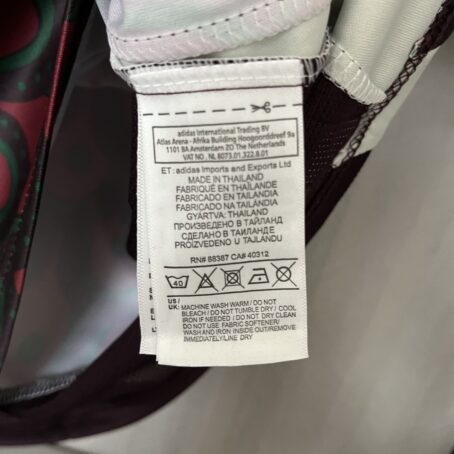 adidas International Trading BV
Atlas Arena - Afrika Building Hoogoorddreef 9a
1101 BA Amsterdam ZO The Netherlands
VAT NO. NL 8073.01.322.B.01
ET: adidas Imports and Exports Ltd
MADE IN THAILAND
FABRIQUÉ EN THAÏLANDE
FABRICADO EN TAILANDIA
FABRICADO NA TAILÂNDIA
GYÁRTVA: THAILAND
PROIZVEDENO
СДЕЛАНО В ТАИЛАНДЕ
PROIZVEDENO U TAJLANDU
RN# 88387 CA# 40312
40
US /
UK: MACHINE WASH WARM / DO NOT
BLEACH / DO NOT TUMBLE DRY / COOL
IRON IF NEEDED / DO NOT DRY CLEAN
DO NOT USE FABRIC SOFTENER/
WASH AND IRON INSIDE OUT/REMOVE
IMMEDIATELY/LINE DRY